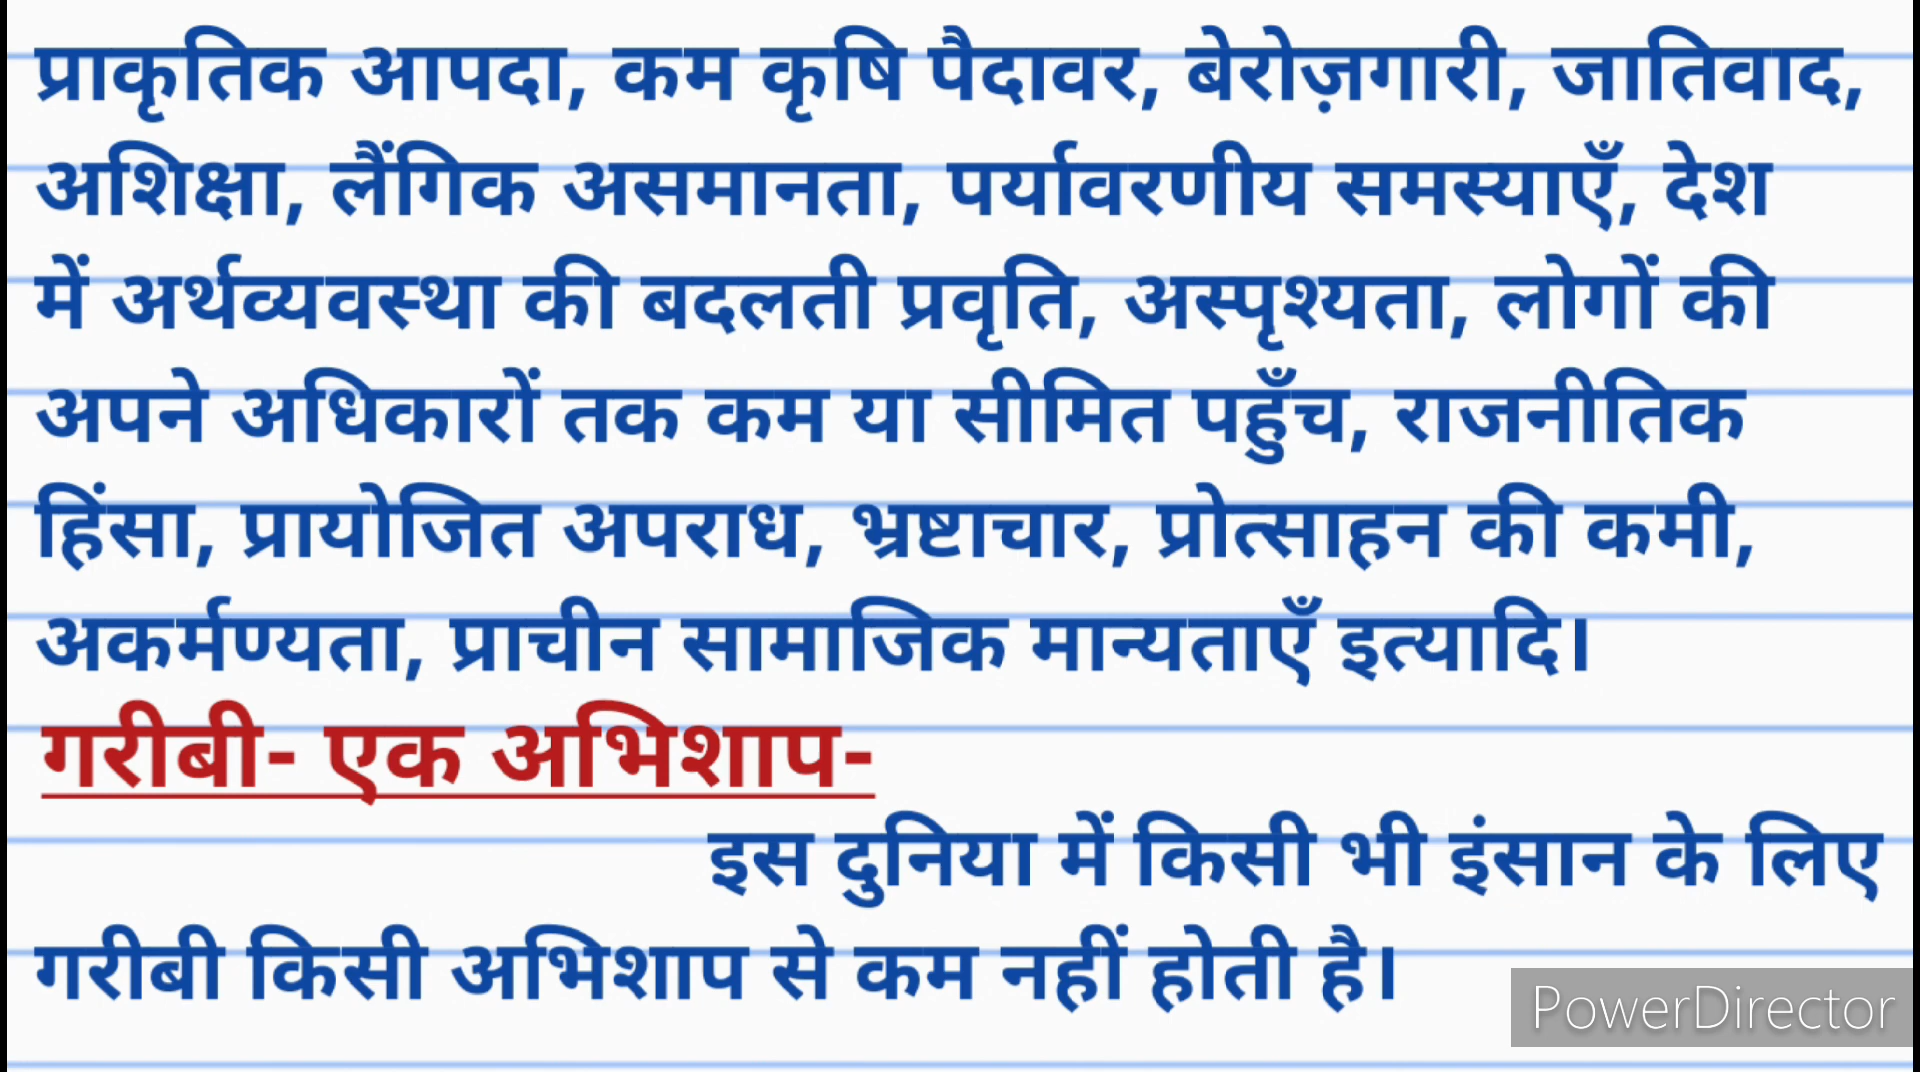 प्राकृतिक आपदा, कम कृषि पैदावर, बेरोज़गारी, जातिवाद,
अशिक्षा, लैंगिक असमानता, पर्यावरणीय समस्याएँ, देश
में अर्थव्यवस्था की बदलती प्रवृति, अस्पृश्यता, लोगों की
अपने अधिकारों तक कम या सीमित पहुँच, राजनीतिक
हिंसा, प्रायोजित अपराध, भ्रष्टाचार, प्रोत्साहन की कमी,
अकर्मण्यता, प्राचीन सामाजिक मान्यताएँ इत्यादि।
गरीबी- एक अभिशाप-
इस दुनिया में किसी भी इंसान के लिए
गरीबी किसी अभिशाप से कम नहीं होती है।
PowerDirector